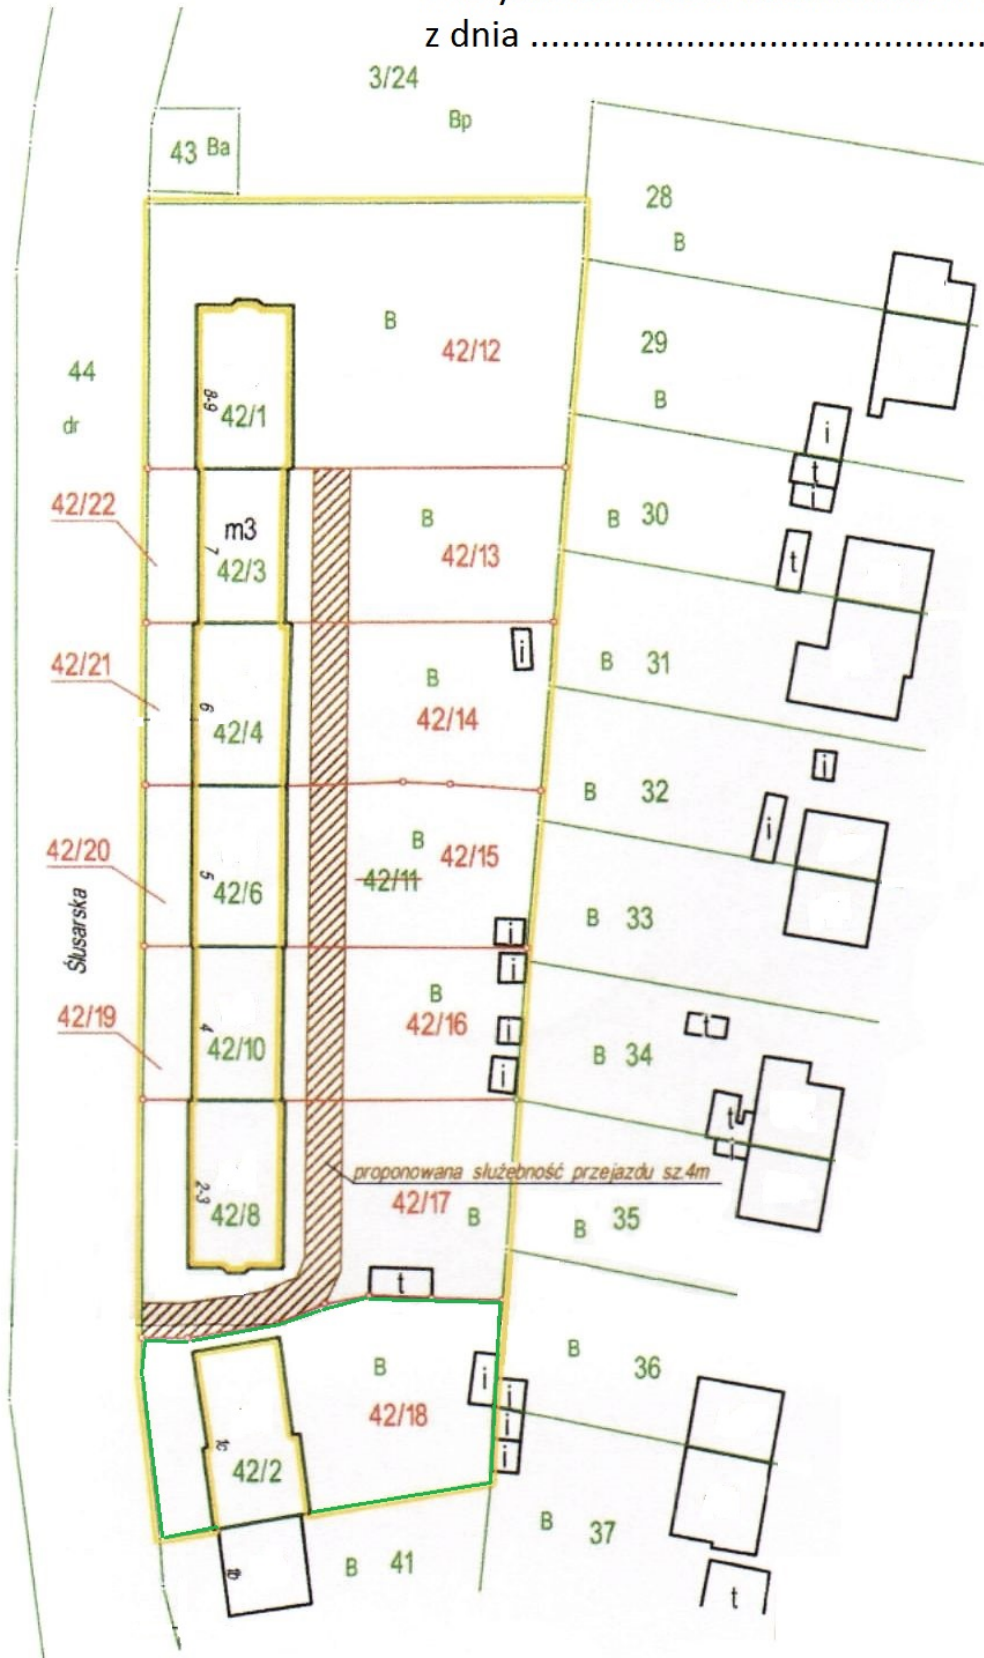 z dnia ..............................................
3/24
Bp
43 Ba
28
B
B
42/12
29
B
44
dr
8-9
42/1
42/22
m3
7
42/3
B
42/13
B 30
i
t
i
t
42/21
6
42/4
B
42/14
i
B 31
B 32
i
i
42/20
5
42/6
B
42/15
42/11
B 33
Ślusarska
i
i
42/19
4
42/10
B
42/16
i
i
B 34
t
t
i
proponowana służebność przejazdu sz.4m
2-3
42/8
42/17
B
B 35
t
B
42/18
i
i
i
i
B
36
1c
42/2
B 37
1b
B 41
t